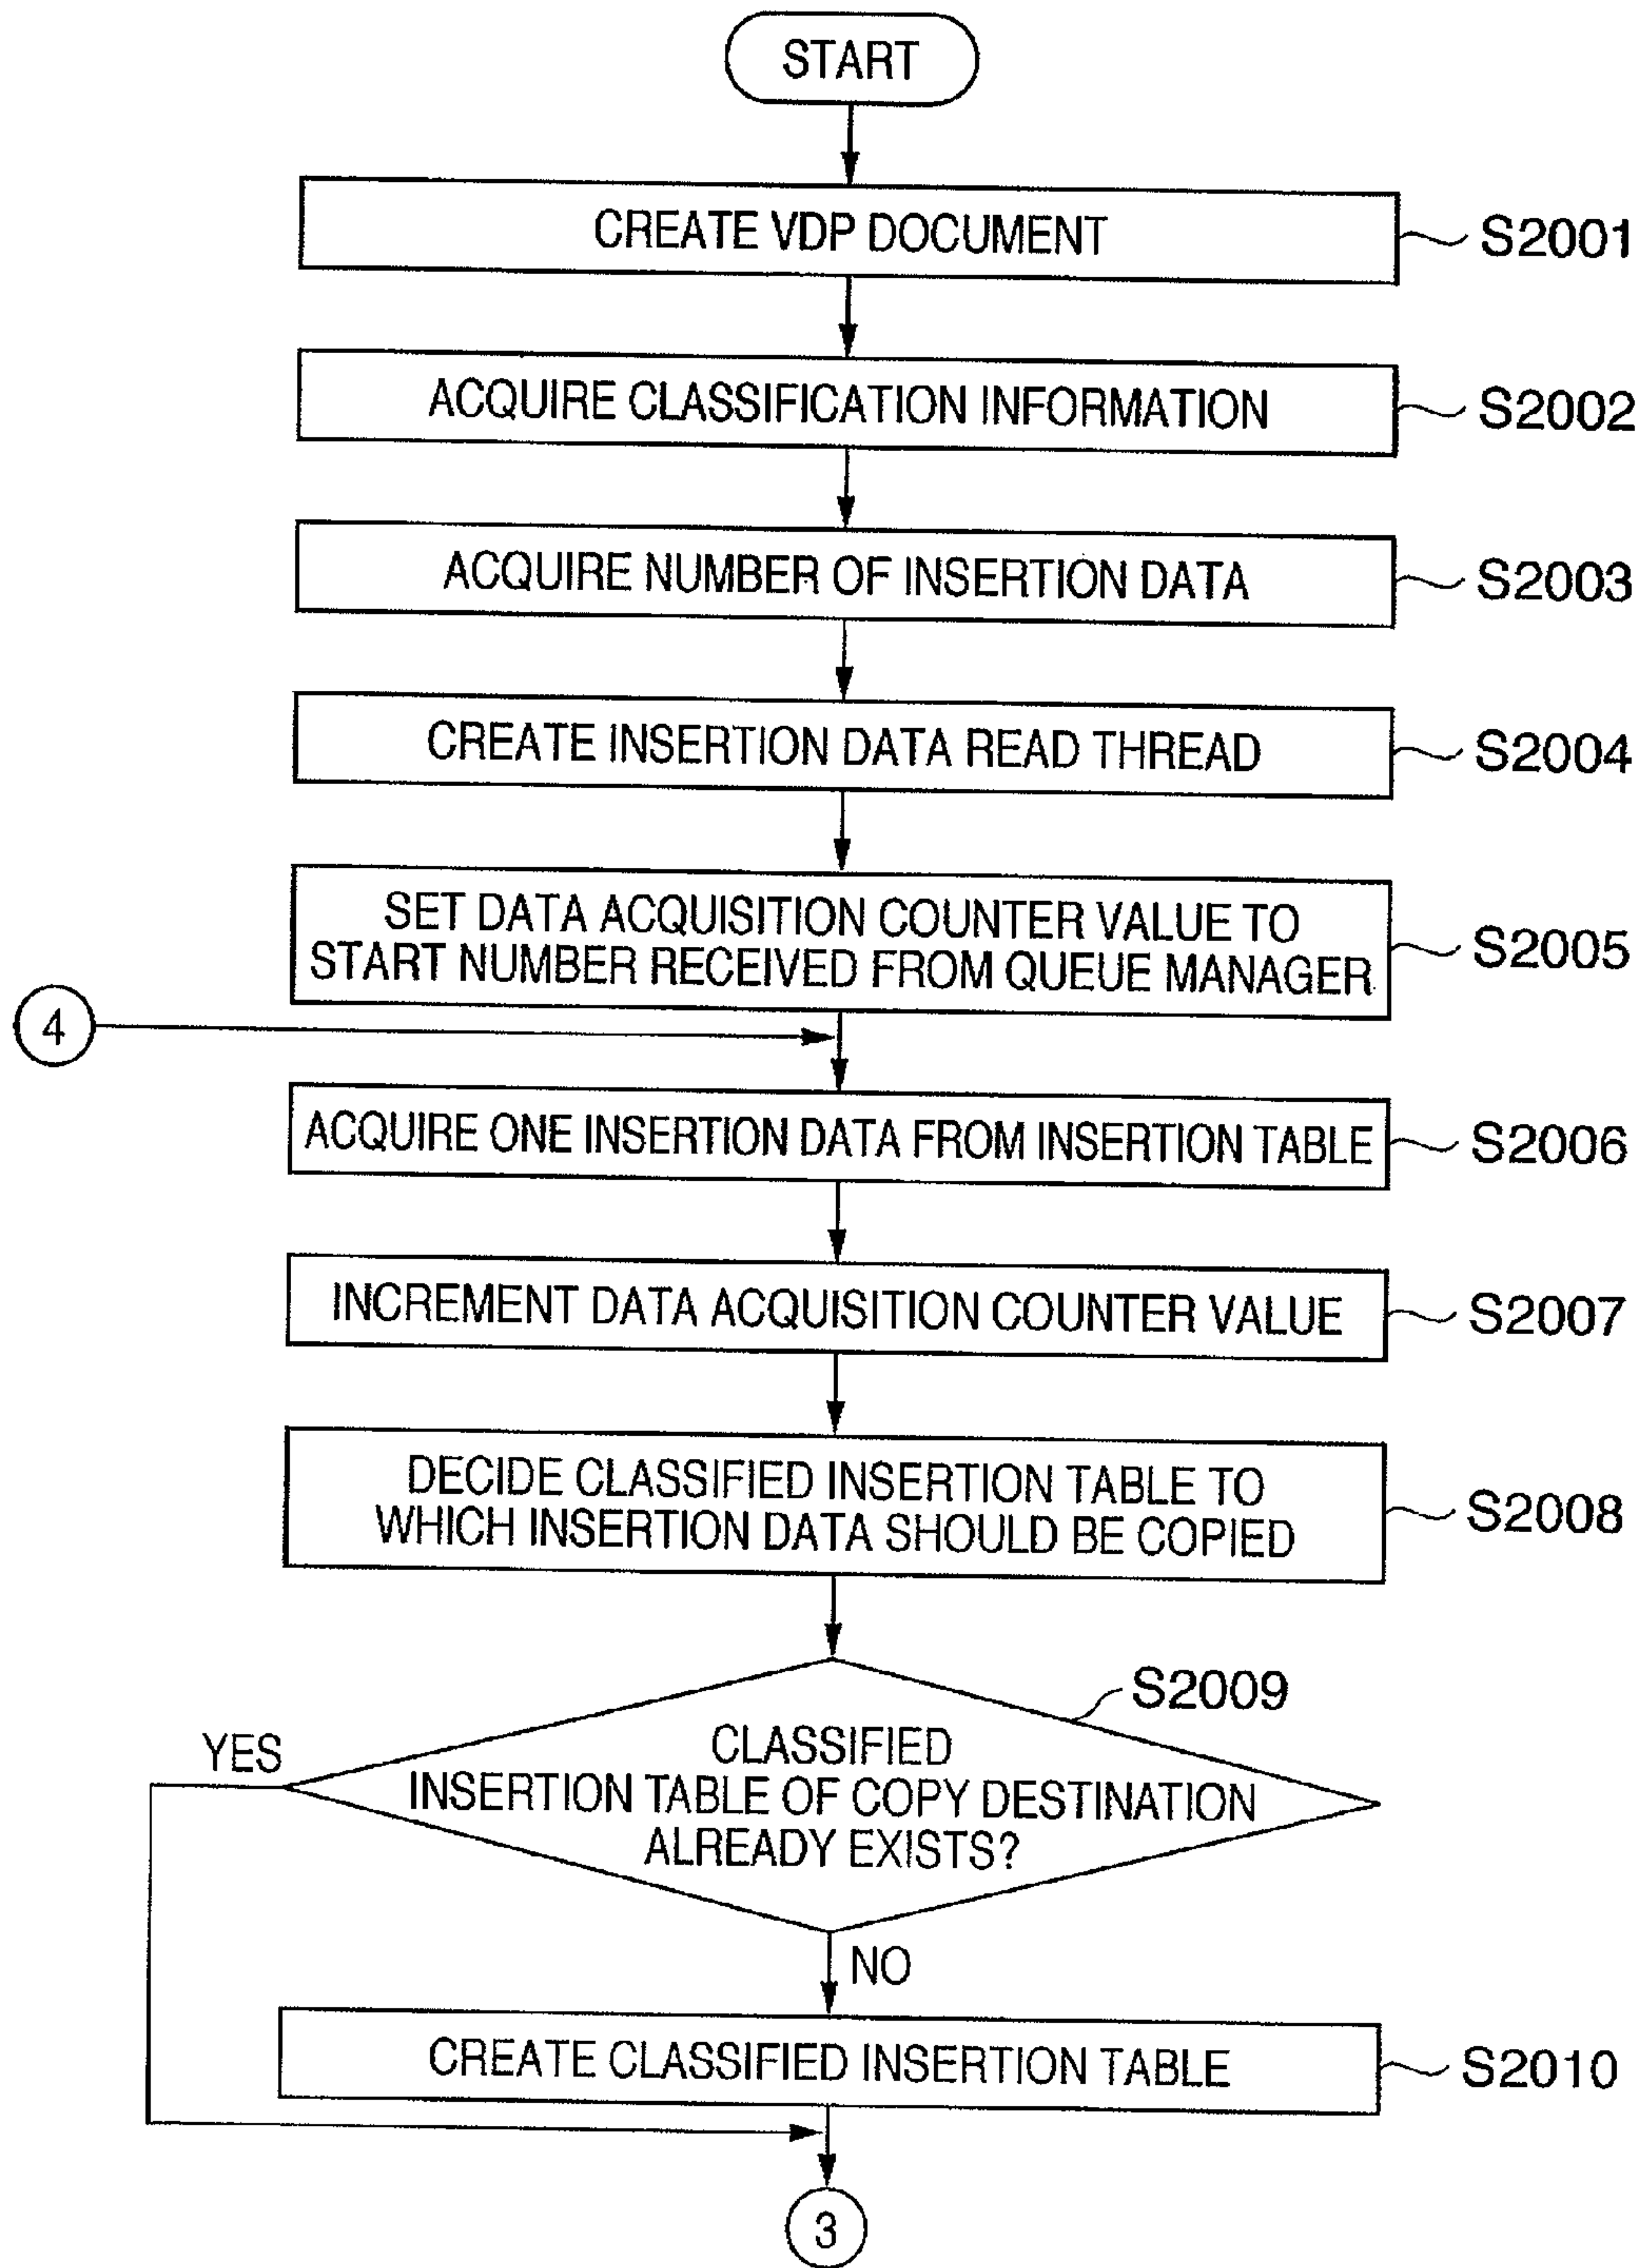 START
CREATE VDP DOCUMENT
S2001
ACQUIRE CLASSIFICATION INFORMATION
S2002
ACQUIRE NUMBER OF INSERTION DATA
S2003
CREATE INSERTION DATA READ THREAD
S2004
SET DATA ACQUISITION COUNTER VALUE TO
START NUMBER RECEIVED FROM QUEUE MANAGER
S2005
4
ACQUIRE ONE INSERTION DATA FROM INSERTION TABLE
S2006
INCREMENT DATA ACQUISITION COUNTER VALUE
S2007
DECIDE CLASSIFIED INSERTION TABLE TO
WHICH INSERTION DATA SHOULD BE COPIED
S2008
S2009
YES
CLASSIFIED
INSERTION TABLE OF COPY DESTINATION
ALREADY EXISTS?
NO
CREATE CLASSIFIED INSERTION TABLE
S2010
3